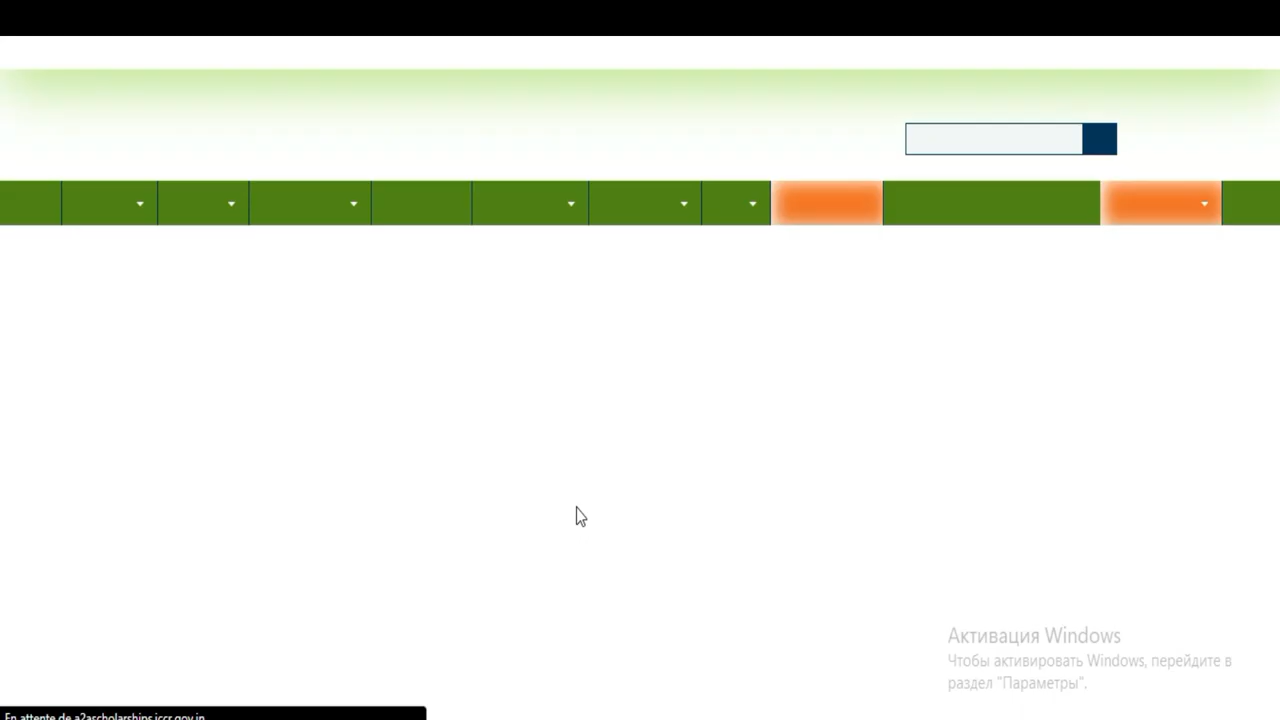 Активация Windows
Чтобы активировать Windows, перейдите в
раздел "Параметры".
En attente de a2ascholarships.iccr.gov.in